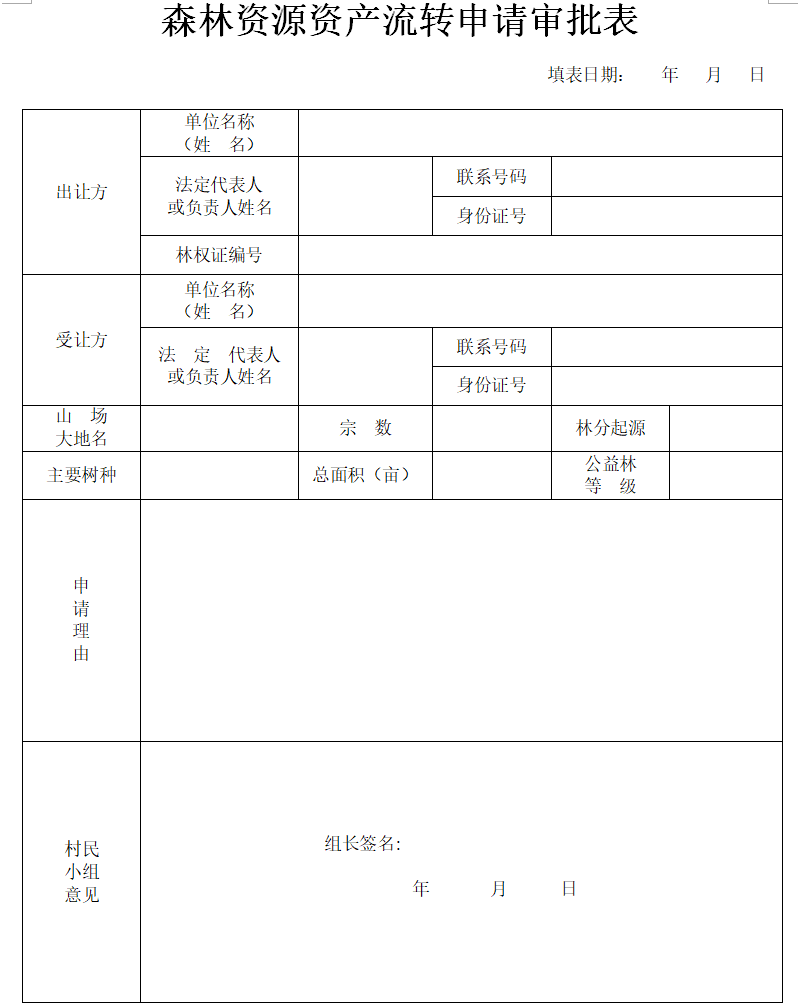 森林资源资产流转申请审批表
填表日期： 年 月 日
出让方
单位名称
（姓 名）
法定代表人
或负责人姓名
联系号码
身份证号
林权证编号
受让方
单位名称
（姓 名）
法 定 代表人
或负责人姓名
联系号码
身份证号
山 场
大地名
宗 数
林分起源
主要树种
总面积（亩）
公益林
等 级
申
请
理
由
村民
小组
意见
组长签名:
年 月 日